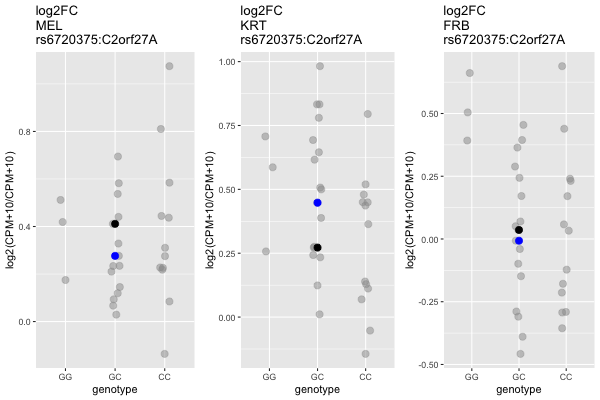 log2FC
MEL
rs6720375:C2orf27A
log2(CPM+10/CPM+10)
0.8
0.4
0.0
GG
GC
CC
genotype
log2FC
KRT
rs6720375:C2orf27A
log2(CPM+10/CPM+10)
1.00
0.75
0.50
0.25
0.00
GG
GC
CC
genotype
log2FC
FRB
rs6720375:C2orf27A
log2(CPM+10/CPM+10)
0.50
0.25
0.00
-0.25
-0.50
GG
GC
CC
genotype